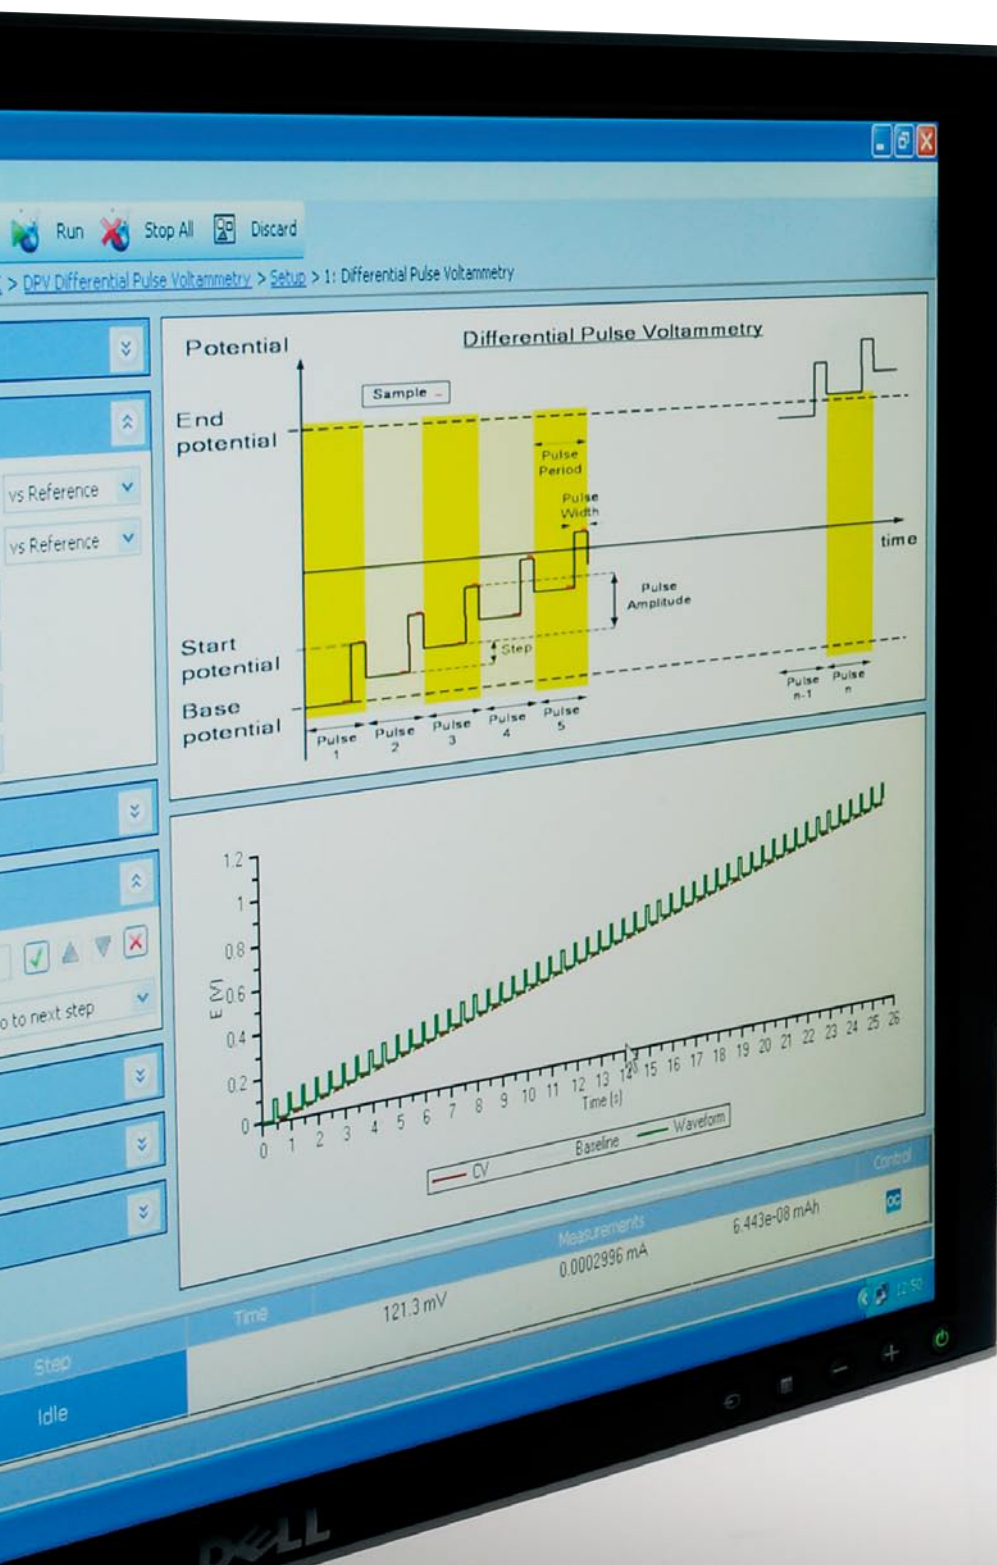 Run Stop All Discard
> DPV Differential Pulse Voltammetry > Setup > 1: Differential Pulse Voltammetry
vs Reference
vs Reference
o to next step
Differential Pulse Voltammetry
Potential
Sample
End
potential
Pulse
Period
Pulse
Width
time
Pulse
Amplitude
Step
Start
potential
Base
potential
Pulse
1
Pulse
2
Pulse
3
Pulse
4
Pulse
5
Pulse
n-1
Pulse
n
1.2
1
0.8
0.6
0.4
0.2
0
E (V)
0 1 2 3 4 5 6 7 8 9 10 11 12 13 14 15 16 17 18 19 20 21 22 23 24 25 26
Time (s)
CV Baseline Waveform
Step Time Measurements Control
Idle 121.3 mV 0.0002996 mA 6.443e-08 mAh OC
12:50
DELL